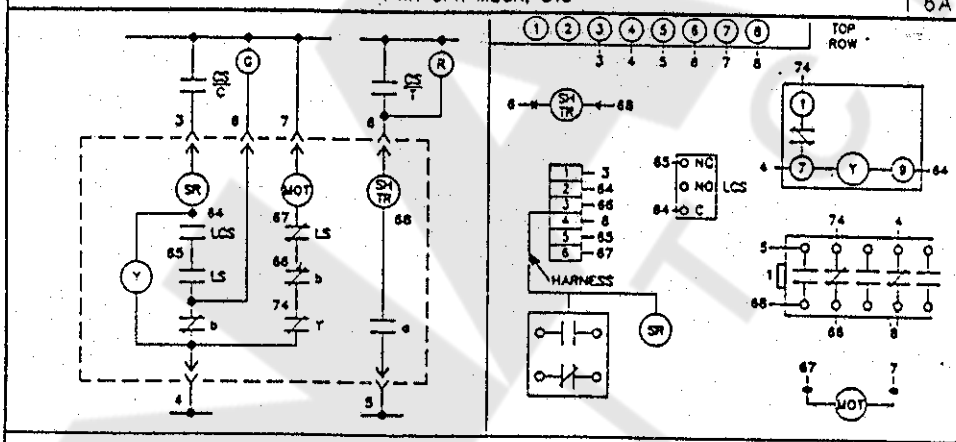 1 2 3 4 5 6 7 8 TOP ROW
3 4 5 6 7 8
CS
C
G
CS
T
R
3 8 7 6
SR
MOT
SH TR
64
LCS
67
LS
68
65
LS
66
b
Y
b
74
Y
a
4
5
6 SH TR 68
65 NC
NO LCS
64 C
1 3
2 64
3 66
4 8
5 65
6 67
HARNESS
SR
74
1
4 7 Y 9 64
74 4
5
1
68
66 8
67 7
MOT